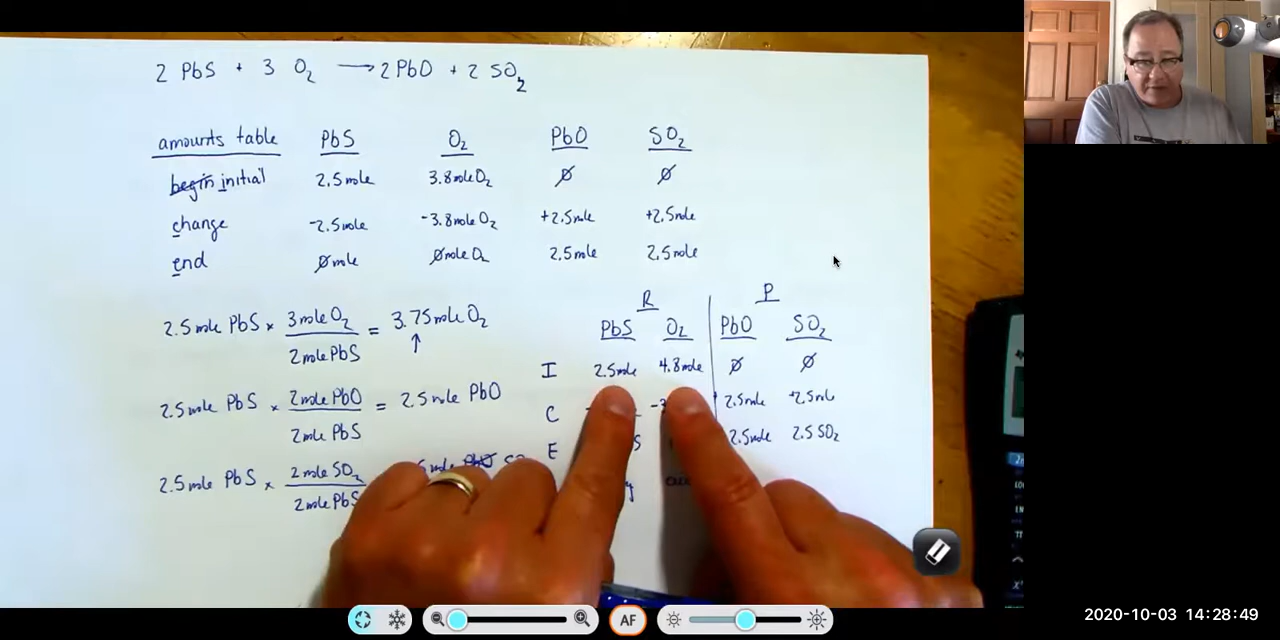 2 PbS + 3 O₂ → 2 PbO + 2 SO₂
amounts table PbS O₂ PbO SO₂
begin initial 2.5 mole 3.8 mole O₂ ∅ ∅
change -2.5 mole -3.8 mole O₂ +2.5 mole +2.5 mole
end ∅ mole ∅ mole O₂ 2.5 mole 2.5 mole
2.5 mole PbS × 3 mole O₂ / 2 mole PbS = 3.75 mole O₂
↑
2.5 mole PbS × 2 mole PbO / 2 mole PbS = 2.5 mole PbO
2.5 mole PbS × 2 mole SO₂ / 2 mole PbS
R P
PbS O₂ PbO SO₂
I 2.5 mole 4.8 mole ∅ ∅
C 2.5 mole +2.5 mole
E 2.5 mole 2.5 SO₂
AF
2020-10-03 14:28:49